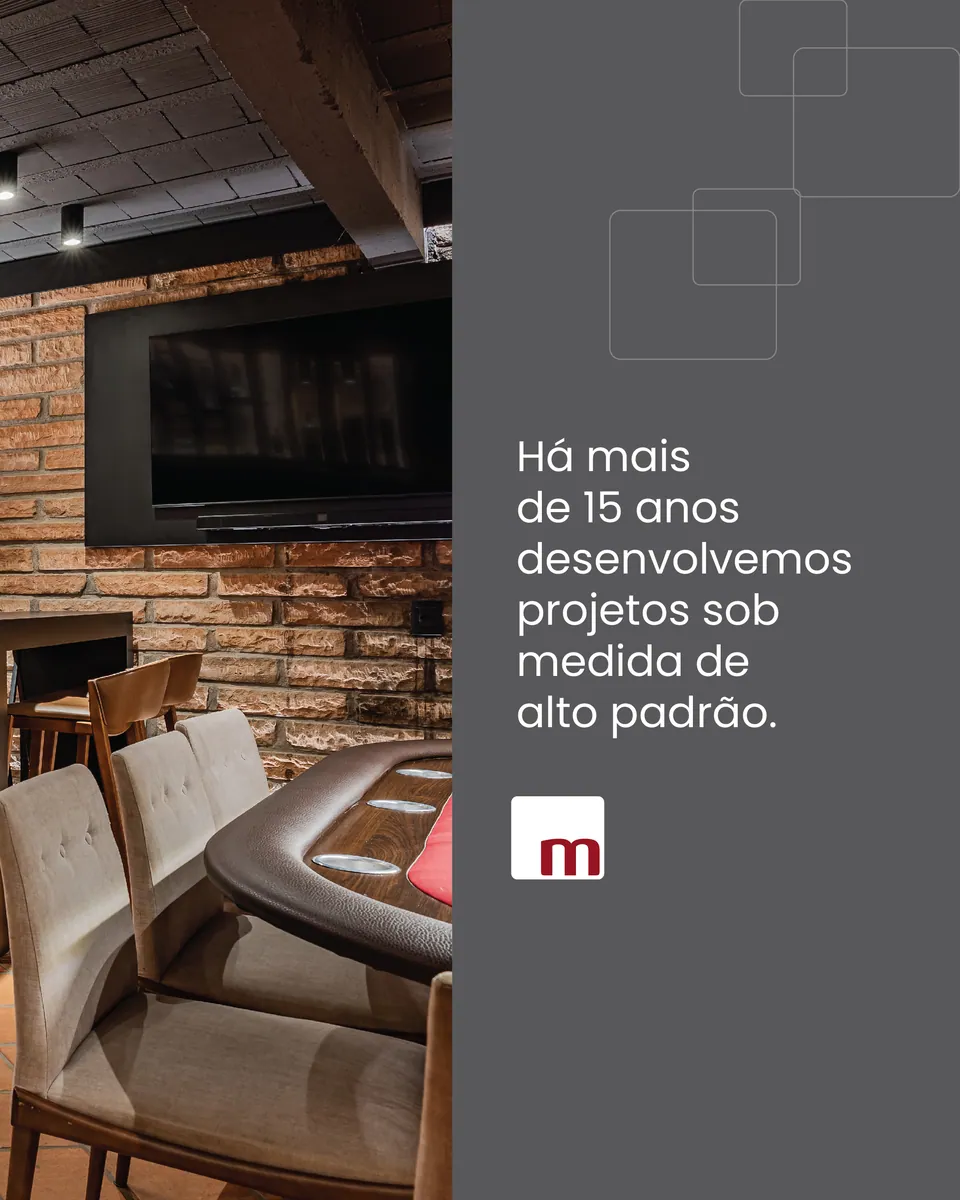 Há mais
de 15 anos
desenvolvemos
projetos sob
medida de
alto padrão.
m